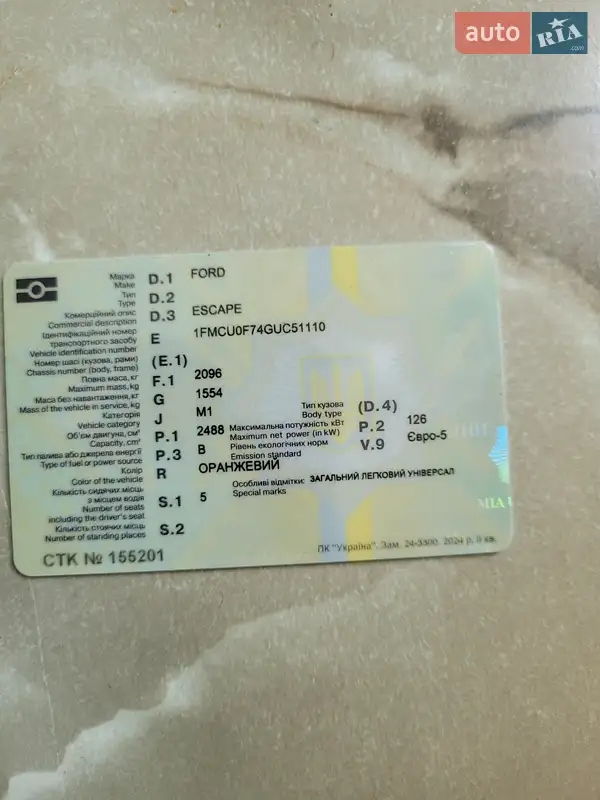 auto RIA .com
Марка D.1 FORD
Make
Тип D.2
Type
Комерційний опис D.3 ESCAPE
Commercial description
Ідентифікаційний номер
транспортного засобу E 1FMCU0F74GUC51110
Vehicle identification number
Номер шасі (кузова, рами) (E.1)
Chassis number (body, frame)
Повна маса, кг F.1 2096
Maximum mass, kg
Маса без навантаження, кг G 1554
Mass of the vehicle in service, kg
Категорія J M1 Тип кузова (D.4)
Vehicle category Body type
Об'єм двигуна, см³ P.1 2488 Максимальна потужність кВт P.2 126
Capacity, cm³ Maximum net power (in kW)
Тип палива або джерела енергії P.3 B Рівень екологічних норм V.9 Євро-5
Type of fuel or power source Emission standard
Колір R ОРАНЖЕВИЙ
Color of the vehicle
Кількість сидячих місць
з місцем водія S.1 5 Особливі відмітки: ЗАГАЛЬНИЙ ЛЕГКОВИЙ УНІВЕРСАЛ
Number of seats Special marks
including the driver's seat
Кількість стоячих місць S.2
Number of standing places
МІА
СТК № 155201
ПК "Україна". Зам. 24-3300. 2024 р. II кв.